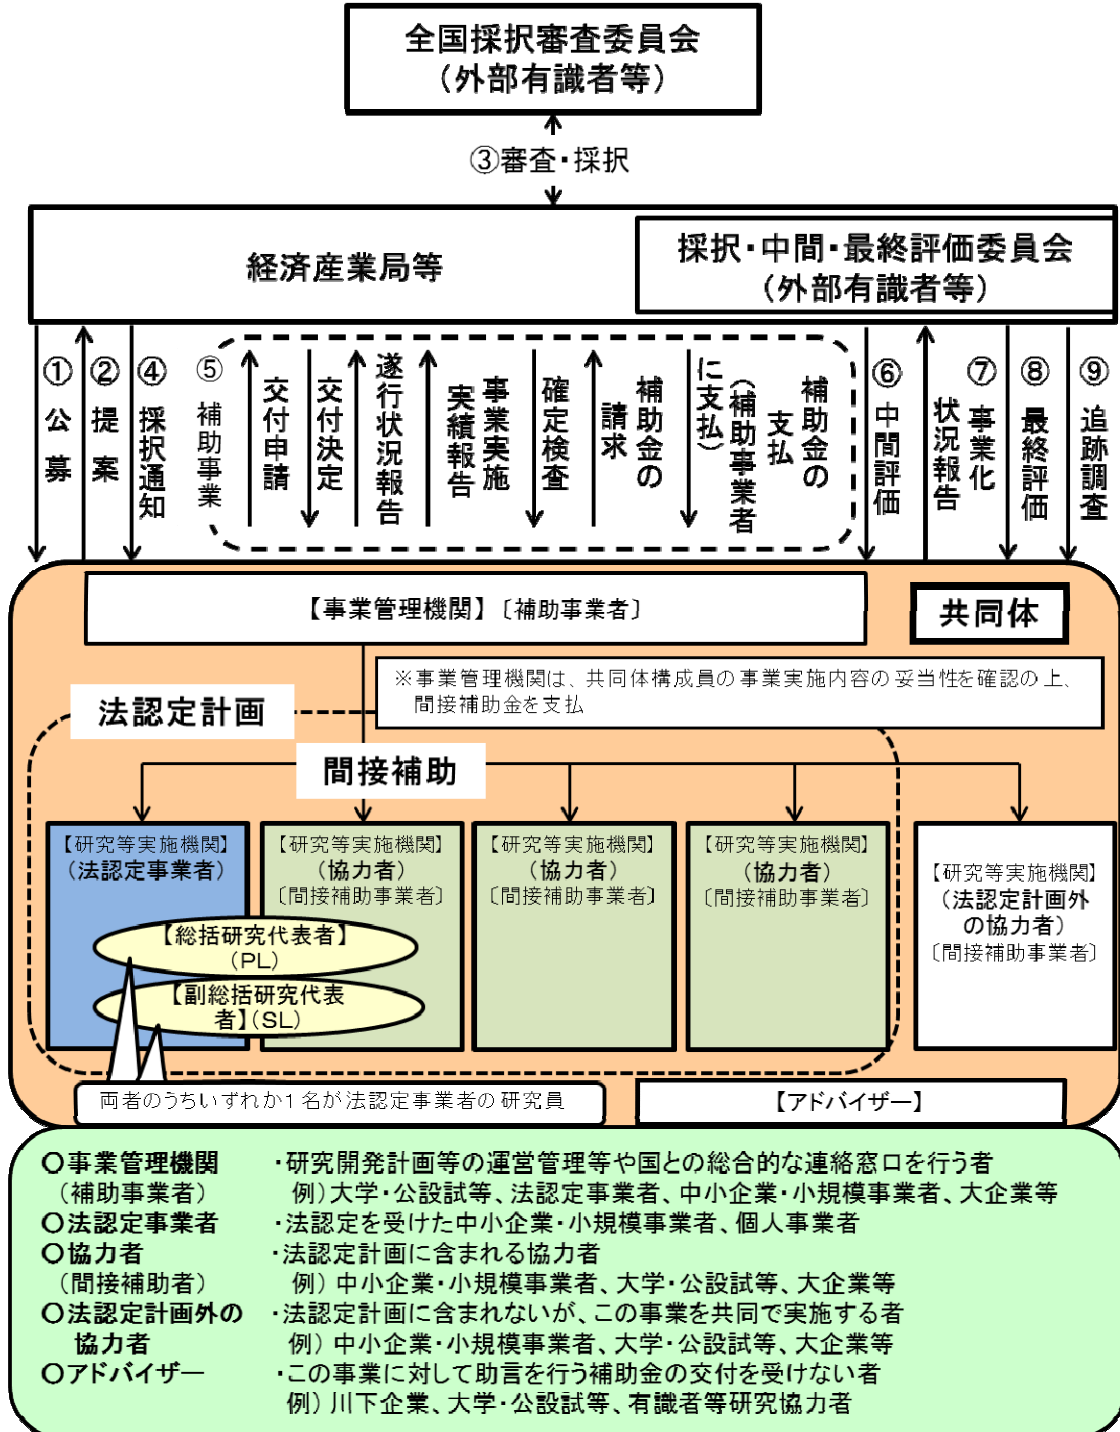 全国採択審査委員会
（外部有識者等）
③審査・採択
経済産業局等
採択・中間・最終評価委員会
（外部有識者等）
①公募
②提案
④採択通知
⑤補助事業
交付申請
交付決定
遂行状況報告
事業実施
実績報告
確定検査
補助金の
請求
補助金の
支払
（補助事業者
に支払）
⑥中間評価
⑦事業化
状況報告
⑧最終評価
⑨追跡調査
【事業管理機関】〔補助事業者〕
共同体
※事業管理機関は、共同体構成員の事業実施内容の妥当性を確認の上、
間接補助金を支払
法認定計画
間接補助
【研究等実施機関】
（法認定事業者）
【研究等実施機関】
（協力者）
〔間接補助事業者〕
【研究等実施機関】
（協力者）
〔間接補助事業者〕
【研究等実施機関】
（協力者）
〔間接補助事業者〕
【研究等実施機関】
（法認定計画外
の協力者）
〔間接補助事業者〕
【総括研究代表者】
（PL）
【副総括研究代表
者】（SL）
両者のうちいずれか1名が法認定事業者の研究員
【アドバイザー】
○事業管理機関 ・研究開発計画等の運営管理等や国との総合的な連絡窓口を行う者
（補助事業者） 例）大学・公設試等、法認定事業者、中小企業・小規模事業者、大企業等
○法認定事業者 ・法認定を受けた中小企業・小規模事業者、個人事業者
○協力者 ・法認定計画に含まれる協力者
（間接補助者） 例）中小企業・小規模事業者、大学・公設試等、大企業等
○法認定計画外の ・法認定計画に含まれないが、この事業を共同で実施する者
協力者 例）中小企業・小規模事業者、大学・公設試等、大企業等
○アドバイザー ・この事業に対して助言を行う補助金の交付を受けない者
例）川下企業、大学・公設試等、有識者等研究協力者